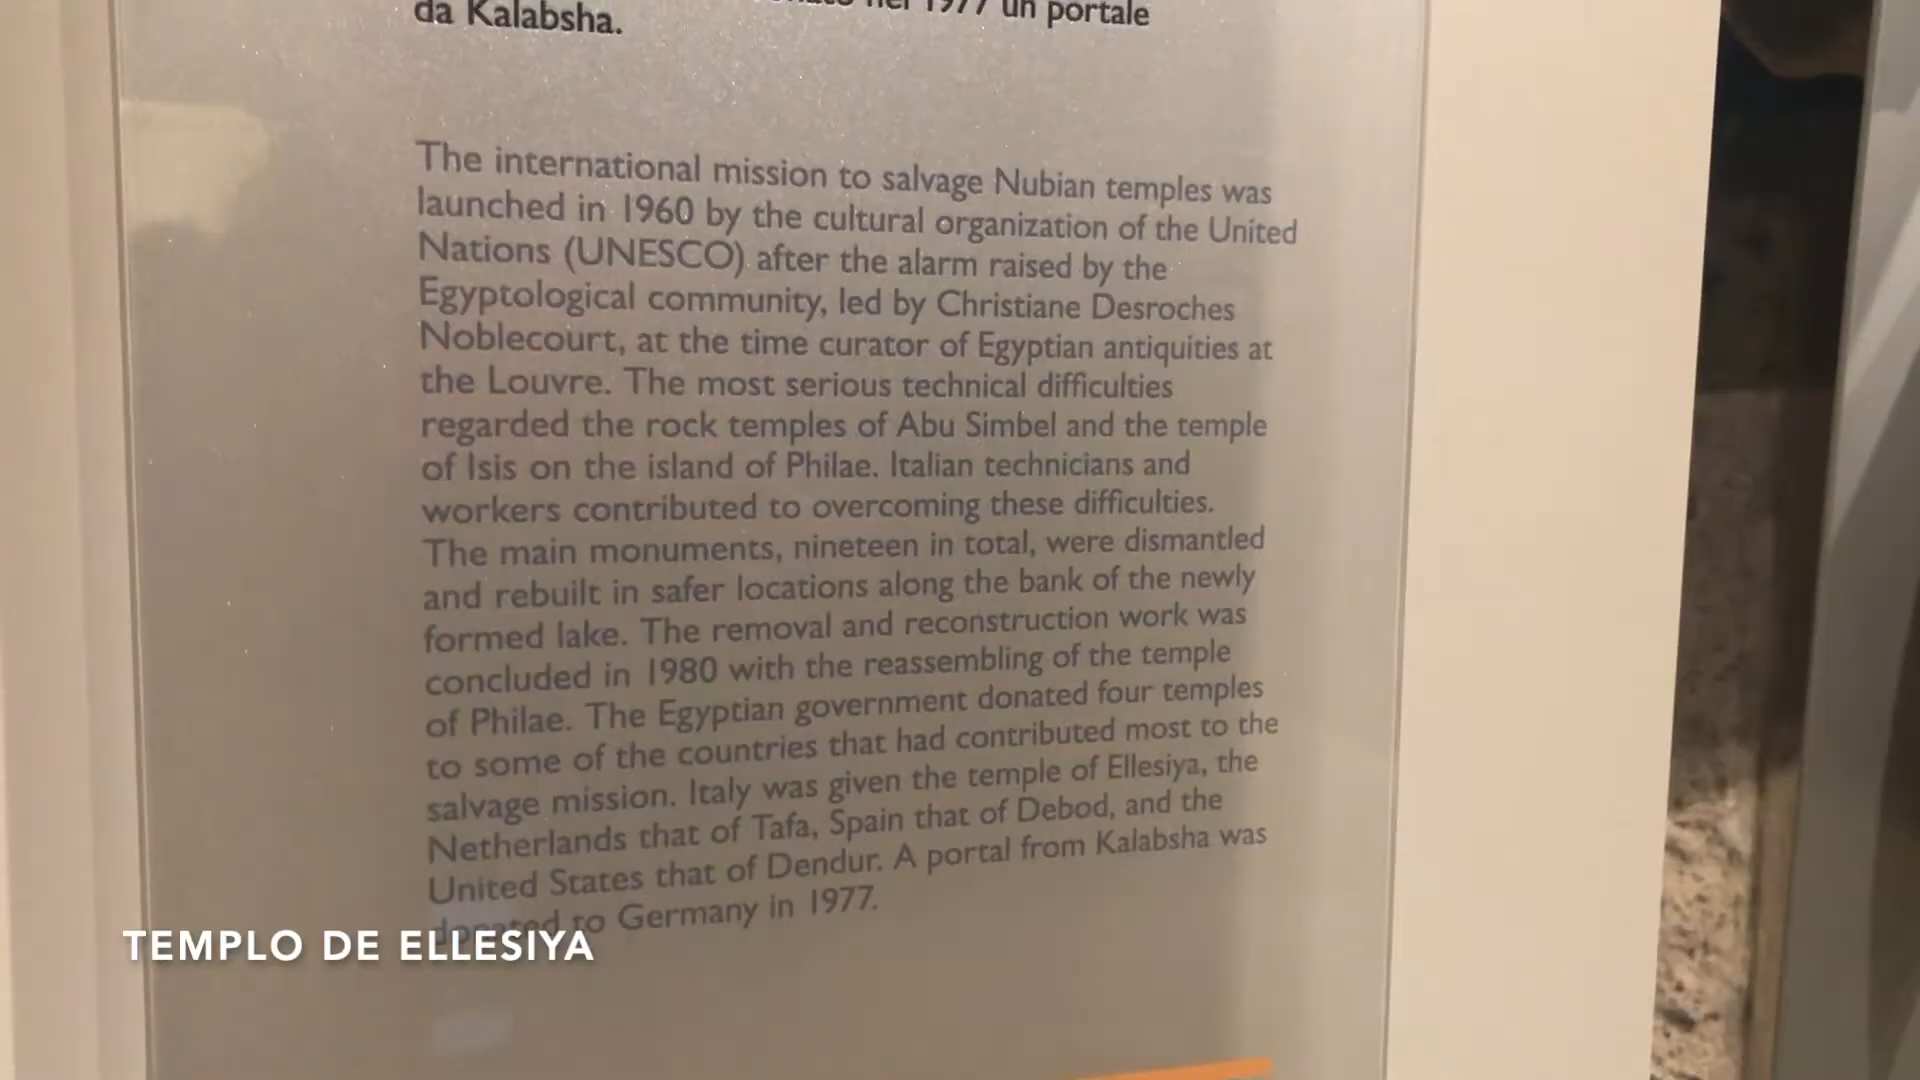 nel 1977 un portale
da Kalabsha.
The international mission to salvage Nubian temples was
launched in 1960 by the cultural organization of the United
Nations (UNESCO) after the alarm raised by the
Egyptological community, led by Christiane Desroches
Noblecourt, at the time curator of Egyptian antiquities at
the Louvre. The most serious technical difficulties
regarded the rock temples of Abu Simbel and the temple
of Isis on the island of Philae. Italian technicians and
workers contributed to overcoming these difficulties.
The main monuments, nineteen in total, were dismantled
and rebuilt in safer locations along the bank of the newly
formed lake. The removal and reconstruction work was
concluded in 1980 with the reassembling of the temple
of Philae. The Egyptian government donated four temples
to some of the countries that had contributed most to the
salvage mission. Italy was given the temple of Ellesiya, the
Netherlands that of Tafa, Spain that of Debod, and the
United States that of Dendur. A portal from Kalabsha was
donated to Germany in 1977.
TEMPLO DE ELLESIYA